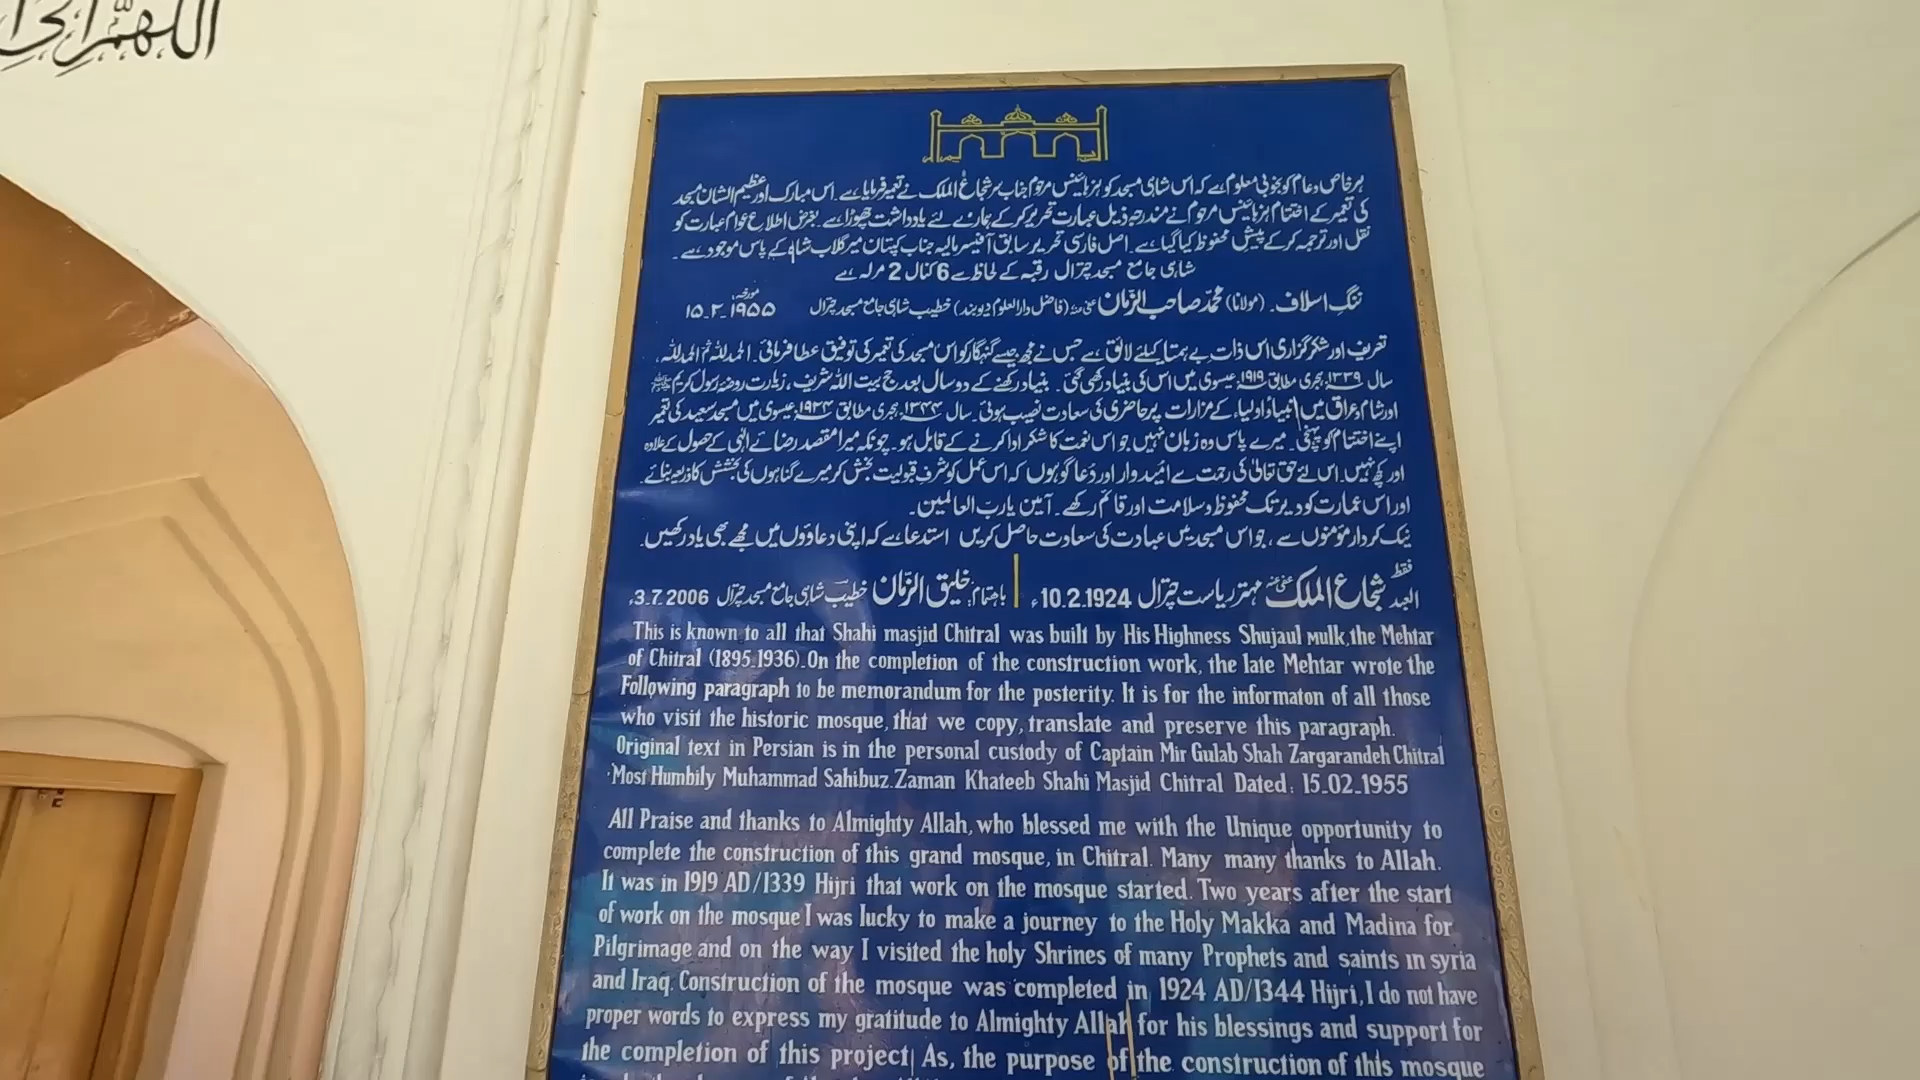 اللھم
ہر خاص و عام کو بخوبی معلوم ہے کہ اس شاہی مسجد کو ہز ہائینس مرحوم جناب سر شجاع الملک نے تعمیر فرمایا ہے۔ اس مبارک اور عظیم الشان مسجد
کی تعمیر کے اختتام ہز ہائینس مرحوم نے مندرجہ ذیل عبارت تحریر کر کے ہمارے لئے یادداشت چھوڑا ہے۔ بغرض اطلاع عوام عبارت کو
نقل اور ترجمہ کر کے پیش محفوظ کیا گیا ہے۔ اصل فارسی تحریر سابق آفیسر مالیہ جناب کپتان میر گلاب شاہ کے پاس موجود ہے۔
شاہی جامع مسجد چترال رقبہ کے لحاظ سے 6 کنال 2 مرلہ ہے
ننگِ اسلاف۔ (مولانا) محمد صاحب الزمان عفی عنہ (فاضل دارالعلوم دیوبند) خطیب شاہی جامع مسجد چترال مورخہ ۱۵۔۲۔۱۹۵۵
تعریف اور شکر گزاری اس ذات بے ہمتا کیلئے لائق ہے جس نے مجھ جیسے گنہگار کو اس مسجد کی تعمیر کی توفیق عطا فرمائی۔ الحمدللہ ثم الحمدللہ،
سال ۱۳۳۹ہجری مطابق ۱۹۱۹ عیسوی میں اس کی بنیاد رکھی گئی۔ بنیاد رکھنے کے دو سال بعد حج بیت اللہ شریف، زیارت روضہ رسول کریم ﷺ
اور شام و عراق میں انبیاء و اولیاء کے مزارات پر حاضری کی سعادت نصیب ہوئی۔ سال ۱۳۴۴ہجری مطابق ۱۹۲۴ عیسوی میں مسجد سعید کی تعمیر
اپنے اختتام کو پہنچی۔ میرے پاس وہ زبان نہیں جو اس نعمت کا شکر ادا کرنے کے قابل ہو۔ چونکہ میرا مقصد رضائے الٰہی کے حصول کے علاوہ
اور کچھ نہیں۔ اس لئے حق تعالیٰ کی رحمت سے امیدوار اور دعا گو ہوں کہ اس عمل کو شرف قبولیت بخش کر میرے گناہوں کی بخشش کا ذریعہ بنائے۔
اور اس عمارت کو دیر تک محفوظ و سلامت اور قائم رکھے۔ آمین یا رب العالمین۔
نیک کردار مؤمنوں سے، جو اس مسجد میں عبادت کی سعادت حاصل کریں استدعا ہے کہ اپنی دعاؤوں میں مجھے بھی یاد رکھیں۔
فقط العبد شجاع الملک عفی عنہ مہتر ریاست چترال 10.2.1924ء | باہتمام: خلیق الزمان خطیب شاہی جامع مسجد چترال 3.7.2006ء
This is known to all that Shahi masjid Chitral was built by His Highness Shujaul Mulk,the Mehtar
of Chitral (1895-1936).On the completion of the construction work, the late Mehtar wrote the
Following paragraph to be memorandum for the posterity. It is for the informaton of all those
who visit the historic mosque, that we copy, translate and preserve this paragraph.
Original text in Persian is in the personal custody of Captain Mir Gulab Shah Zargarandeh Chitral
Most Humbily Muhammad Sahibuz.Zaman Khateeb Shahi Masjid Chitral Dated: 15-02-1955
All Praise and thanks to Almighty Allah, who blessed me with the Unique opportunity to
complete the construction of this grand mosque, in Chitral. Many many thanks to Allah.
It was in 1919 AD/1339 Hijri that work on the mosque started. Two years after the start
of work on the mosque I was lucky to make a journey to the Holy Makka and Madina for
Pilgrimage and on the way I visited the holy Shrines of many Prophets and saints in syria
and Iraq. Construction of the mosque was completed in 1924 AD/1344 Hijri, I do not have
proper words to express my gratitude to Almighty Allah for his blessings and support for
the completion of this project. As, the purpose of the construction of this mosque